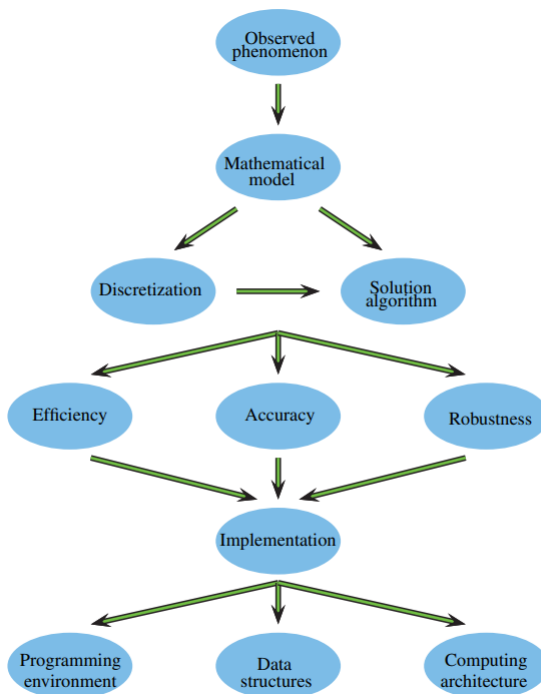 Observed
phenomenon
Mathematical
model
Discretization
Solution
algorithm
Efficiency
Accuracy
Robustness
Implementation
Programming
environment
Data
structures
Computing
architecture